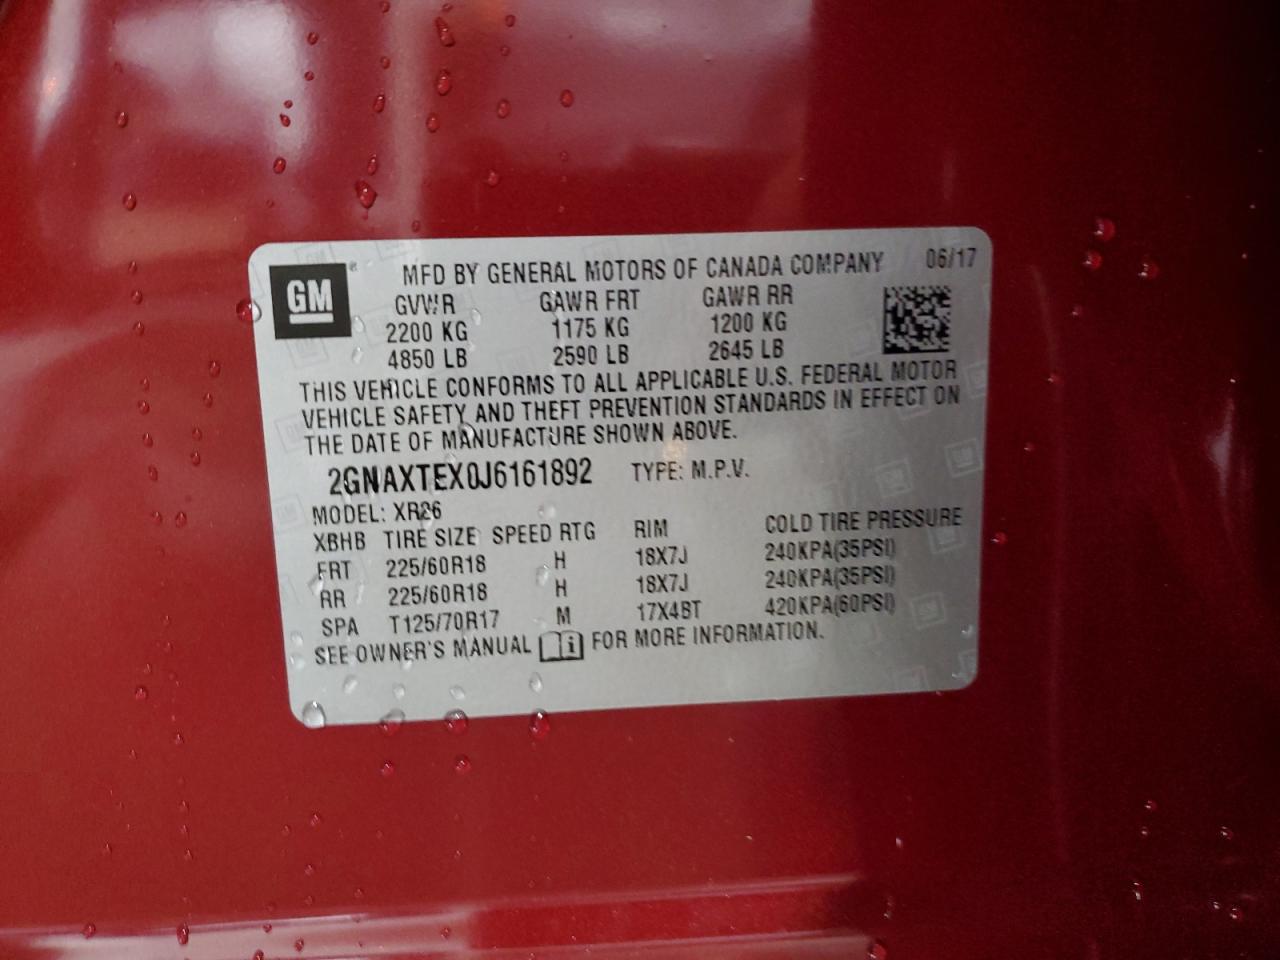 GM
MFD BY GENERAL MOTORS OF CANADA COMPANY 06/17
GVWR GAWR FRT GAWR RR
2200 KG 1175 KG 1200 KG
4850 LB 2590 LB 2645 LB
THIS VEHICLE CONFORMS TO ALL APPLICABLE U.S. FEDERAL MOTOR
VEHICLE SAFETY AND THEFT PREVENTION STANDARDS IN EFFECT ON
THE DATE OF MANUFACTURE SHOWN ABOVE.
2GNAXTEX0J6161892 TYPE: M.P.V.
MODEL: XR26
XBHB TIRE SIZE SPEED RTG RIM COLD TIRE PRESSURE
FRT 225/60R18 H 18X7J 240KPA(35PSI)
RR 225/60R18 H 18X7J 240KPA(35PSI)
SPA T125/70R17 M 17X4BT 420KPA(60PSI)
SEE OWNER'S MANUAL FOR MORE INFORMATION.